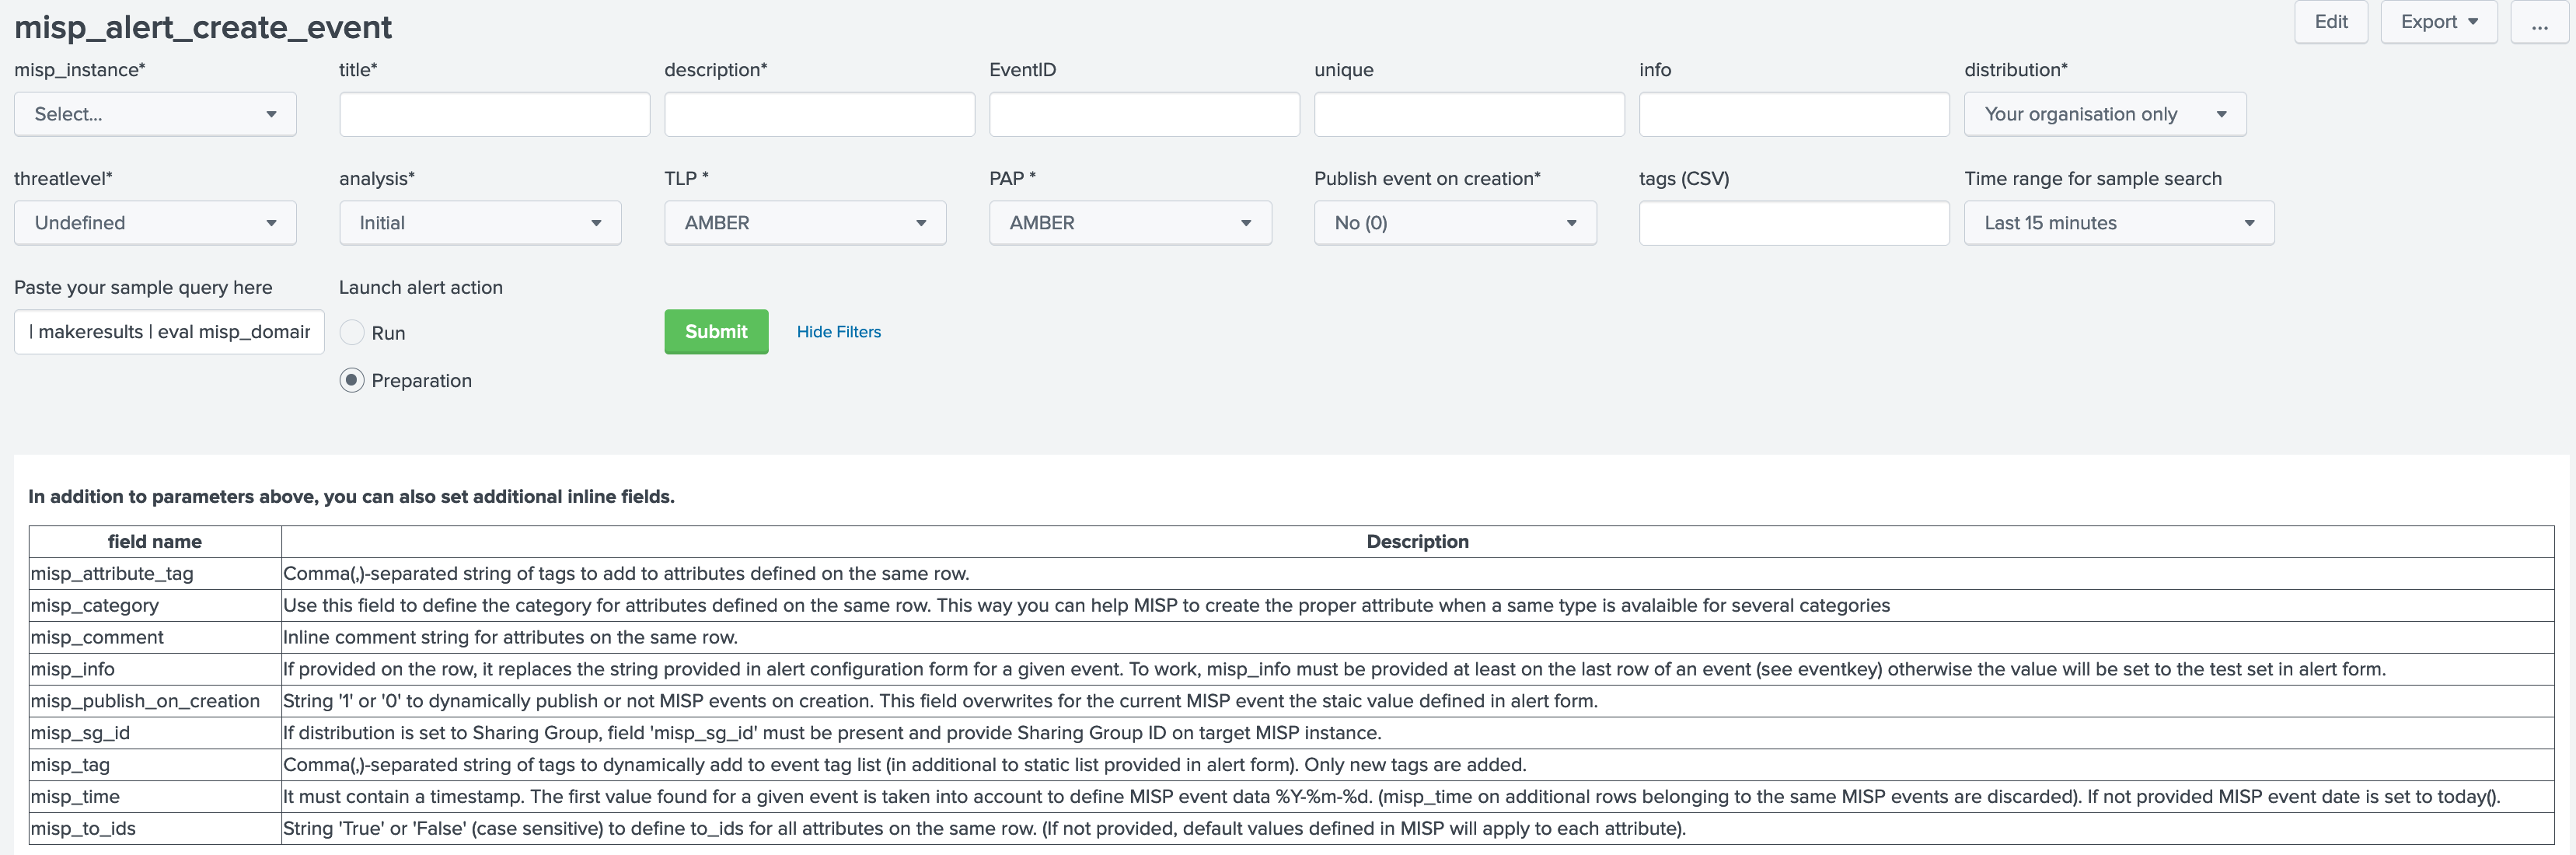 misp_alert_create_event
Edit
Export
...
misp_instance*
title*
description*
EventID
unique
info
distribution*
Select...
Your organisation only
threatlevel*
analysis*
TLP *
PAP *
Publish event on creation*
tags (CSV)
Time range for sample search
Undefined
Initial
AMBER
AMBER
No (0)
Last 15 minutes
Paste your sample query here
Launch alert action
| makeresults | eval misp_domair
Run
Submit
Hide Filters
Preparation
In addition to parameters above, you can also set additional inline fields.
field name Description
misp_attribute_tag Comma(,)-separated string of tags to add to attributes defined on the same row.
misp_category Use this field to define the category for attributes defined on the same row. This way you can help MISP to create the proper attribute when a same type is avalaible for several categories
misp_comment Inline comment string for attributes on the same row.
misp_info If provided on the row, it replaces the string provided in alert configuration form for a given event. To work, misp_info must be provided at least on the last row of an event (see eventkey) otherwise the value will be set to the test set in alert form.
misp_publish_on_creation String '1' or '0' to dynamically publish or not MISP events on creation. This field overwrites for the current MISP event the staic value defined in alert form.
misp_sg_id If distribution is set to Sharing Group, field 'misp_sg_id' must be present and provide Sharing Group ID on target MISP instance.
misp_tag Comma(,)-separated string of tags to dynamically add to event tag list (in additional to static list provided in alert form). Only new tags are added.
misp_time It must contain a timestamp. The first value found for a given event is taken into account to define MISP event data %Y-%m-%d. (misp_time on additional rows belonging to the same MISP events are discarded). If not provided MISP event date is set to today().
misp_to_ids String 'True' or 'False' (case sensitive) to define to_ids for all attributes on the same row. (If not provided, default values defined in MISP will apply to each attribute).